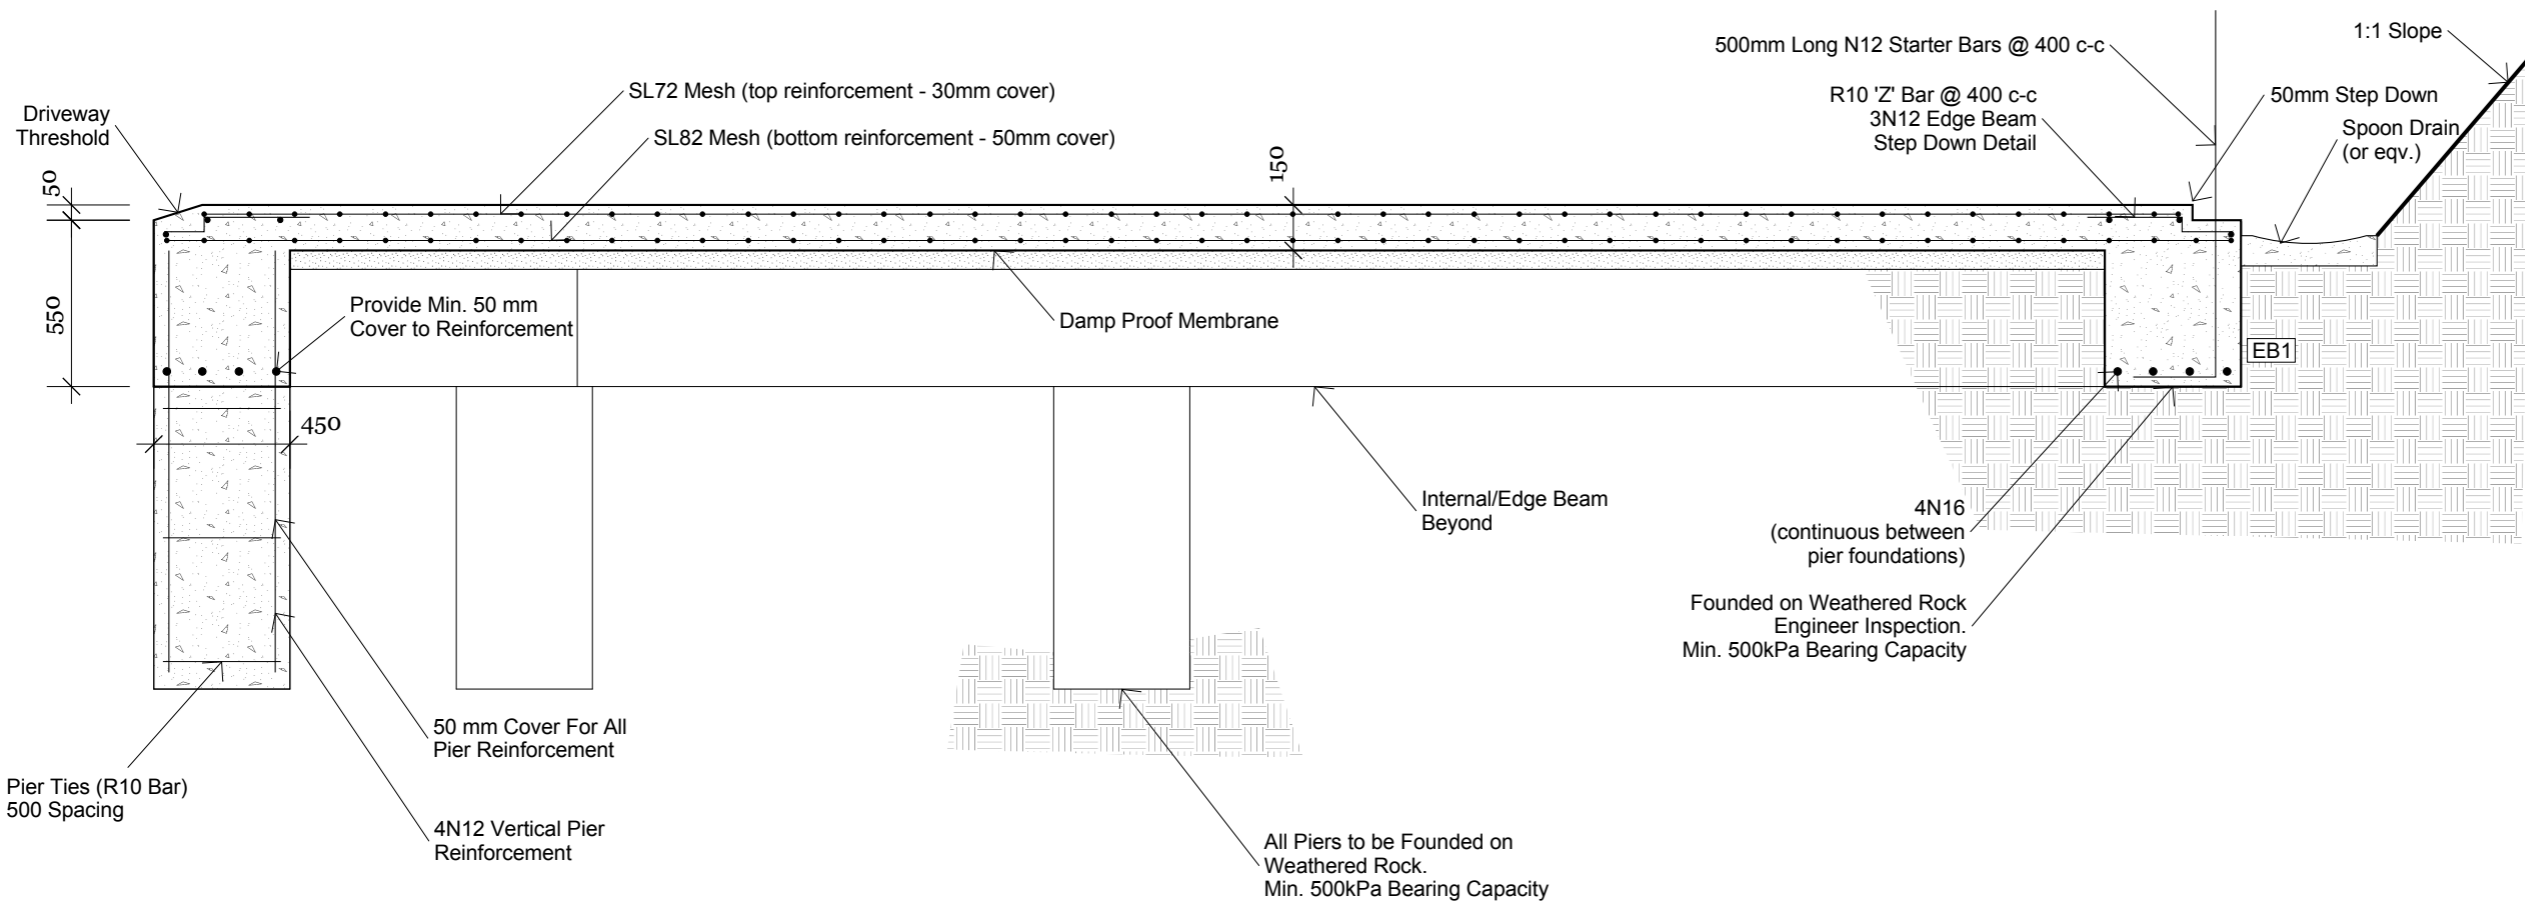 500mm Long N12 Starter Bars @ 400 c-c
1:1 Slope
SL72 Mesh (top reinforcement - 30mm cover)
R10 'Z' Bar @ 400 c-c
3N12 Edge Beam
Step Down Detail
50mm Step Down
Driveway
Threshold
SL82 Mesh (bottom reinforcement - 50mm cover)
Spoon Drain
(or eqv.)
150
50
550
Provide Min. 50 mm
Cover to Reinforcement
Damp Proof Membrane
EB1
450
Internal/Edge Beam
Beyond
4N16
(continuous between
pier foundations)
Founded on Weathered Rock
Engineer Inspection.
Min. 500kPa Bearing Capacity
50 mm Cover For All
Pier Reinforcement
Pier Ties (R10 Bar)
500 Spacing
4N12 Vertical Pier
Reinforcement
All Piers to be Founded on
Weathered Rock.
Min. 500kPa Bearing Capacity